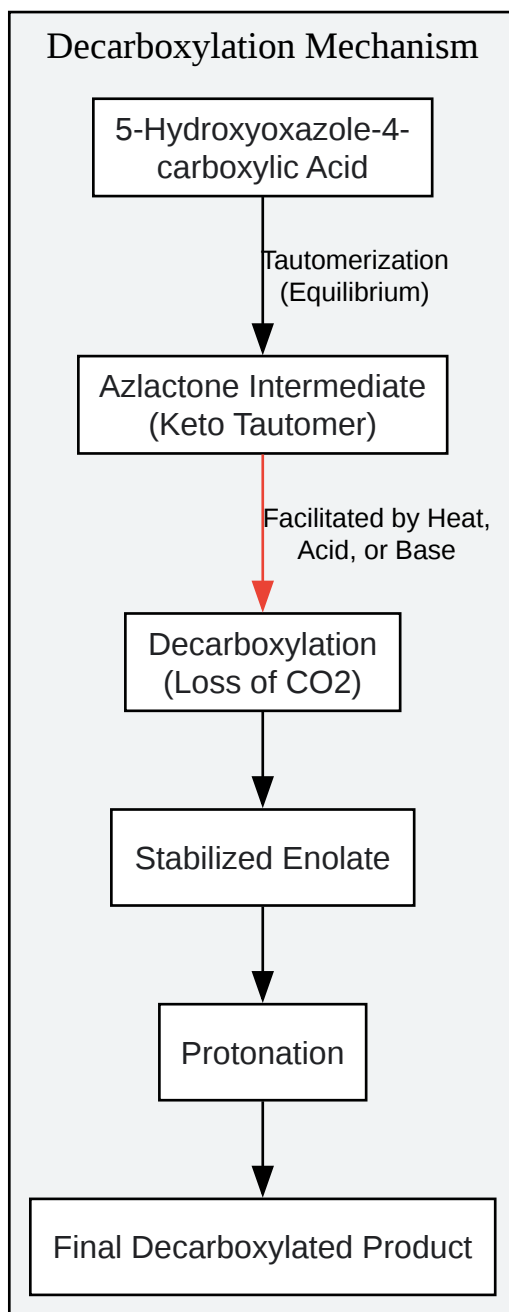 Decarboxylation Mechanism
5-Hydroxyoxazole-4-
carboxylic Acid
Tautomerization
(Equilibrium)
Azlactone Intermediate
(Keto Tautomer)
Facilitated by Heat,
Acid, or Base
Decarboxylation
(Loss of CO2)
Stabilized Enolate
Protonation
Final Decarboxylated Product